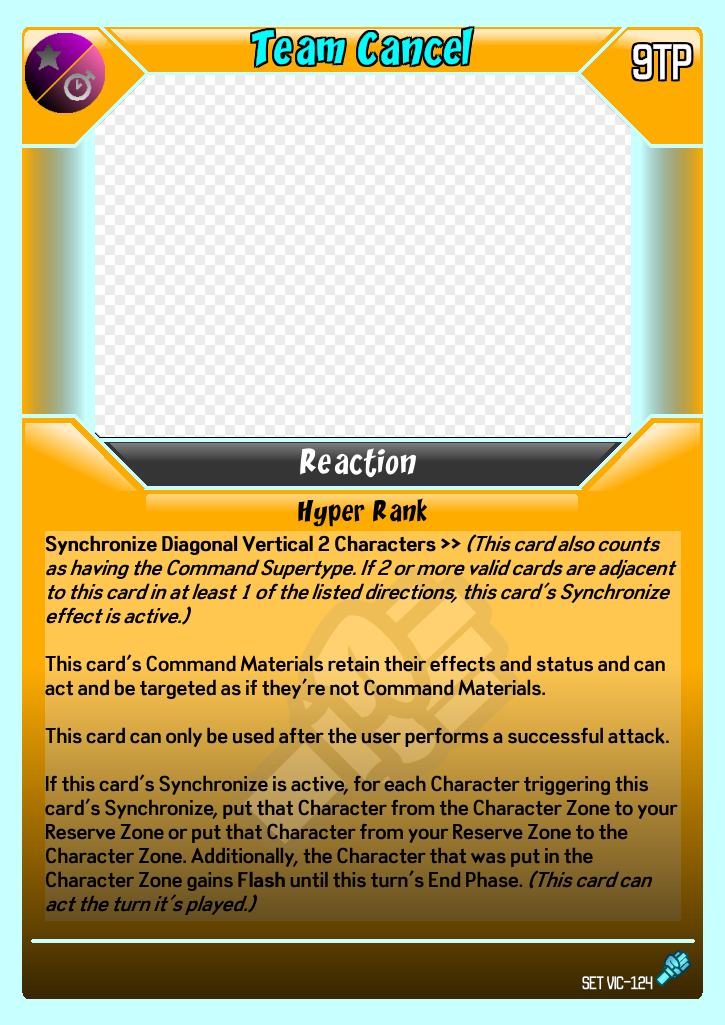 Team Cancel
9TP
Reaction
Hyper Rank
Synchronize Diagonal Vertical 2 Characters >> (This card also counts
as having the Command Supertype. If 2 or more valid cards are adjacent
to this card in at least 1 of the listed directions, this card's Synchronize
effect is active.)
This card's Command Materials retain their effects and status and can
act and be targeted as if they're not Command Materials.
This card can only be used after the user performs a successful attack.
If this card's Synchronize is active, for each Character triggering this
card's Synchronize, put that Character from the Character Zone to your
Reserve Zone or put that Character from your Reserve Zone to the
Character Zone. Additionally, the Character that was put in the
Character Zone gains Flash until this turn's End Phase. (This card can
act the turn it's played.)
SET VIC-124